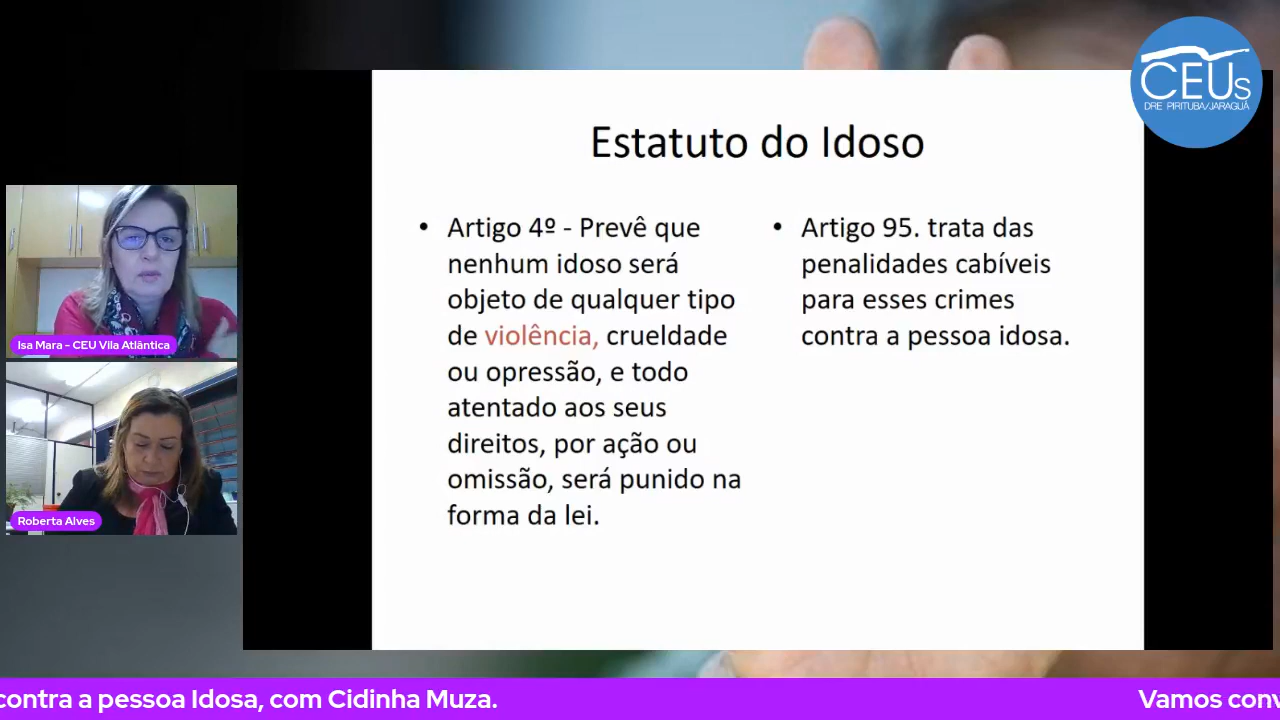 CEUs
DRE PIRITUBA/JARAGUÁ
Estatuto do Idoso
• Artigo 4º - Prevê que
nenhum idoso será
objeto de qualquer tipo
de violência, crueldade
ou opressão, e todo
atentado aos seus
direitos, por ação ou
omissão, será punido na
forma da lei.
• Artigo 95. trata das
penalidades cabíveis
para esses crimes
contra a pessoa idosa.
Isa Mara - CEU Vila Atlântica
Roberta Alves
contra a pessoa Idosa, com Cidinha Muza.
Vamos conv